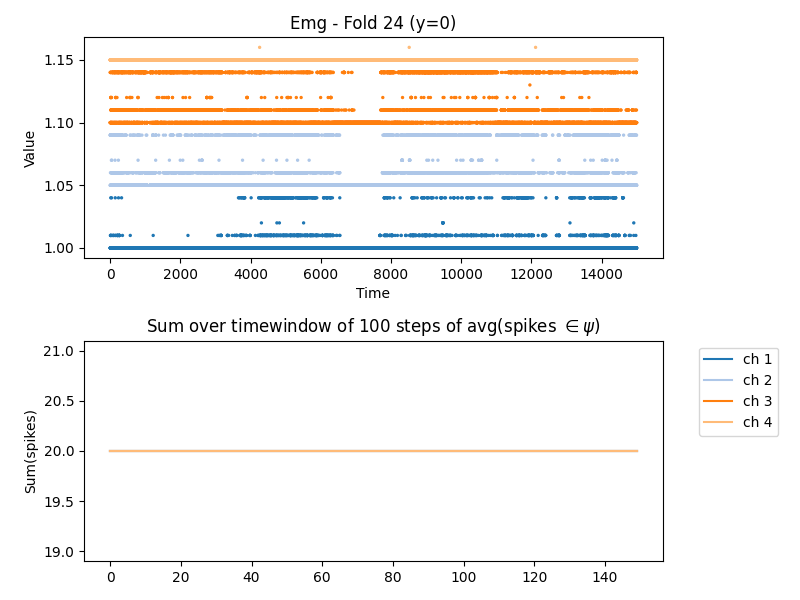 Emg - Fold 24 (y=0)
1.15
1.10
1.05
1.00
Value
0 2000 4000 6000 8000 10000 12000 14000
Time
Sum over timewindow of 100 steps of avg(spikes ∈ ψ)
21.0
20.5
20.0
19.5
19.0
Sum(spikes)
0 20 40 60 80 100 120 140
ch 1
ch 2
ch 3
ch 4